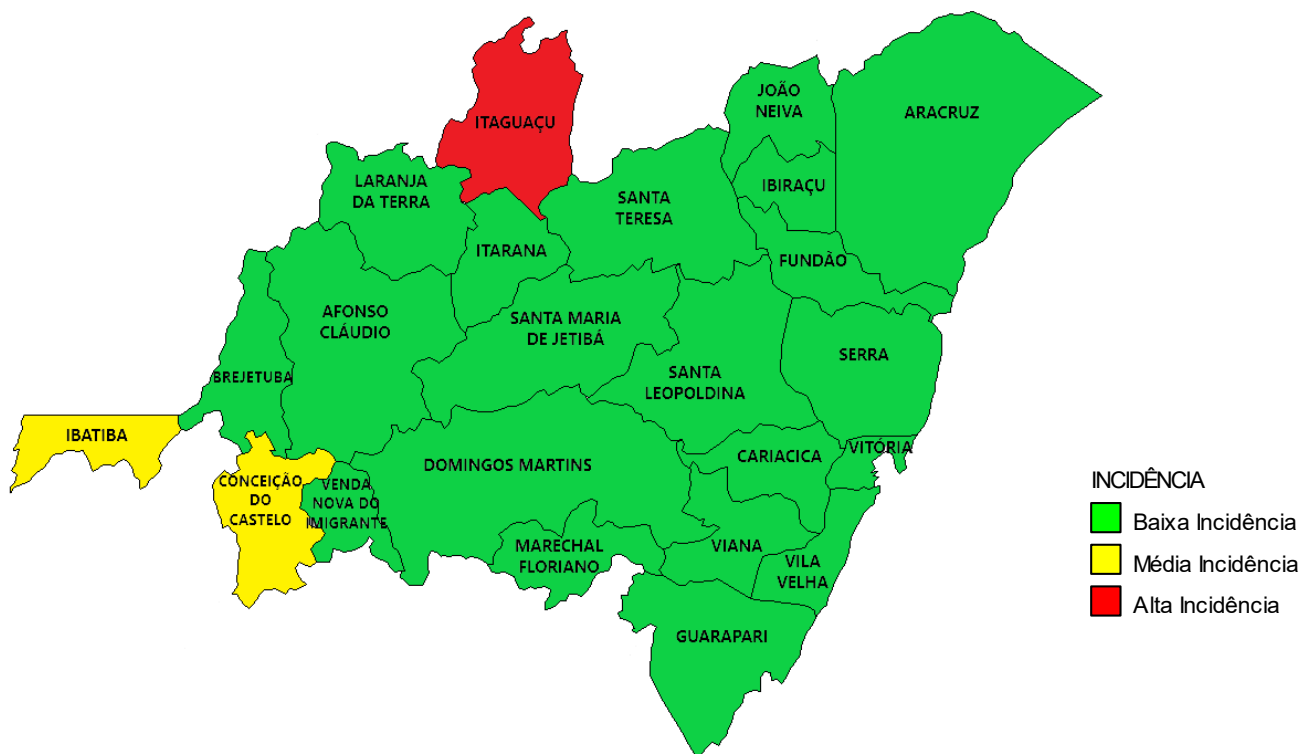 ITAGUAÇU
JOÃO
NEIVA
ARACRUZ
LARANJA
DA TERRA
IBIRAÇU
SANTA
TERESA
ITARANA
FUNDÃO
AFONSO
CLÁUDIO
SANTA MARIA
DE JETIBÁ
SERRA
BREJETUBA
SANTA
LEOPOLDINA
IBATIBA
VITÓRIA
CARIACICA
DOMINGOS MARTINS
CONCEIÇÃO
DO
CASTELO
VENDA
NOVA DO
IMIGRANTE
MARECHAL
FLORIANO
VIANA
VILA
VELHA
GUARAPARI
INCIDÊNCIA
Baixa Incidência
Média Incidência
Alta Incidência